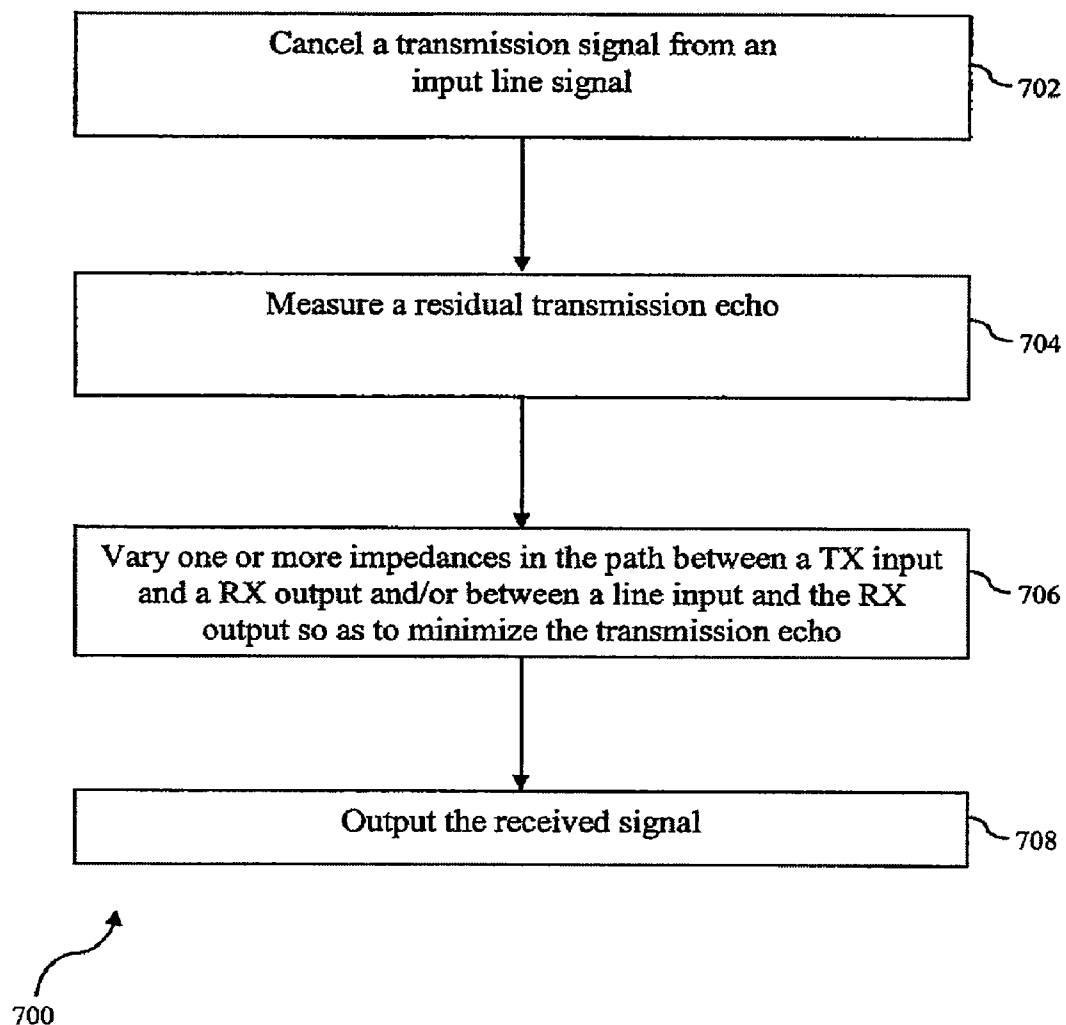 Cancel a transmission signal from an
input line signal
702
Measure a residual transmission echo
704
Vary one or more impedances in the path between a TX input
and a RX output and/or between a line input and the RX
output so as to minimize the transmission echo
706
Output the received signal
708
700